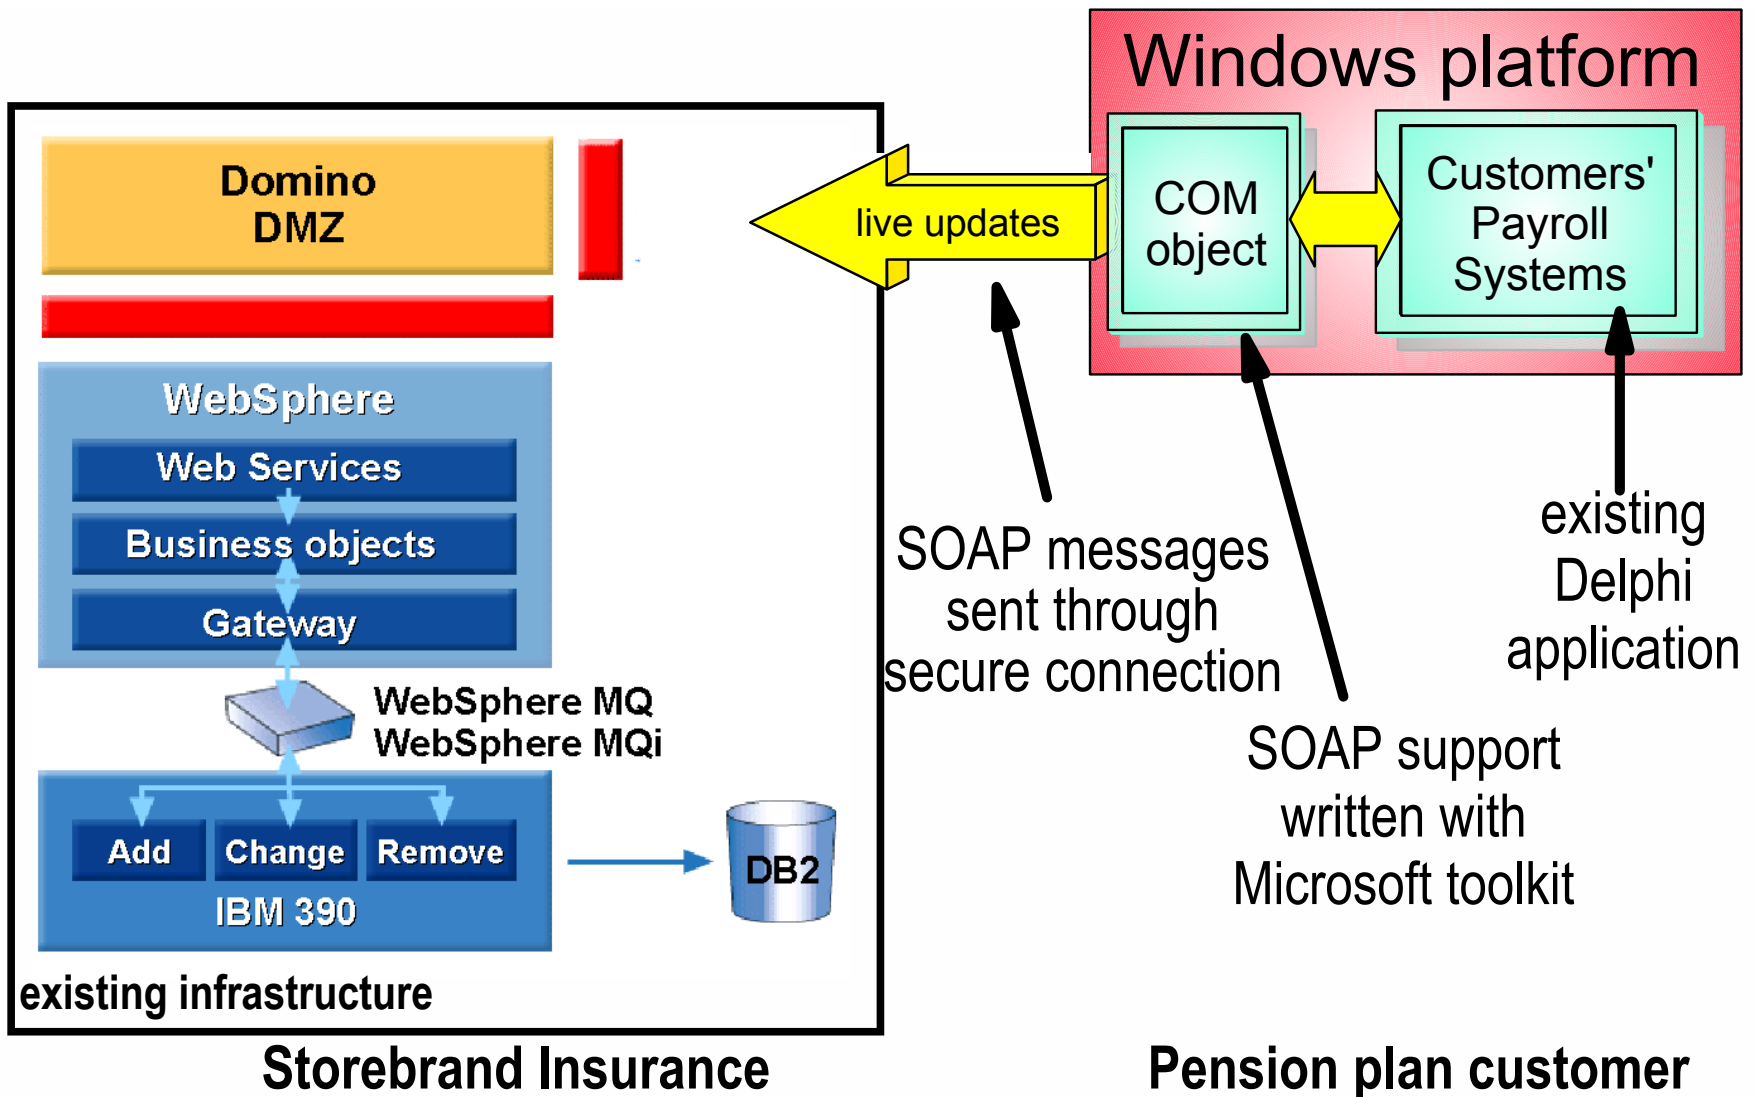 Windows platform
Domino
DMZ
live updates
COM
object
Customers'
Payroll
Systems
WebSphere
Web Services
Business objects
Gateway
WebSphere MQ
WebSphere MQi
Add
Change
Remove
IBM 390
DB2
existing infrastructure
SOAP messages
sent through
secure connection
SOAP support
written with
Microsoft toolkit
existing
Delphi
application
Storebrand Insurance
Pension plan customer